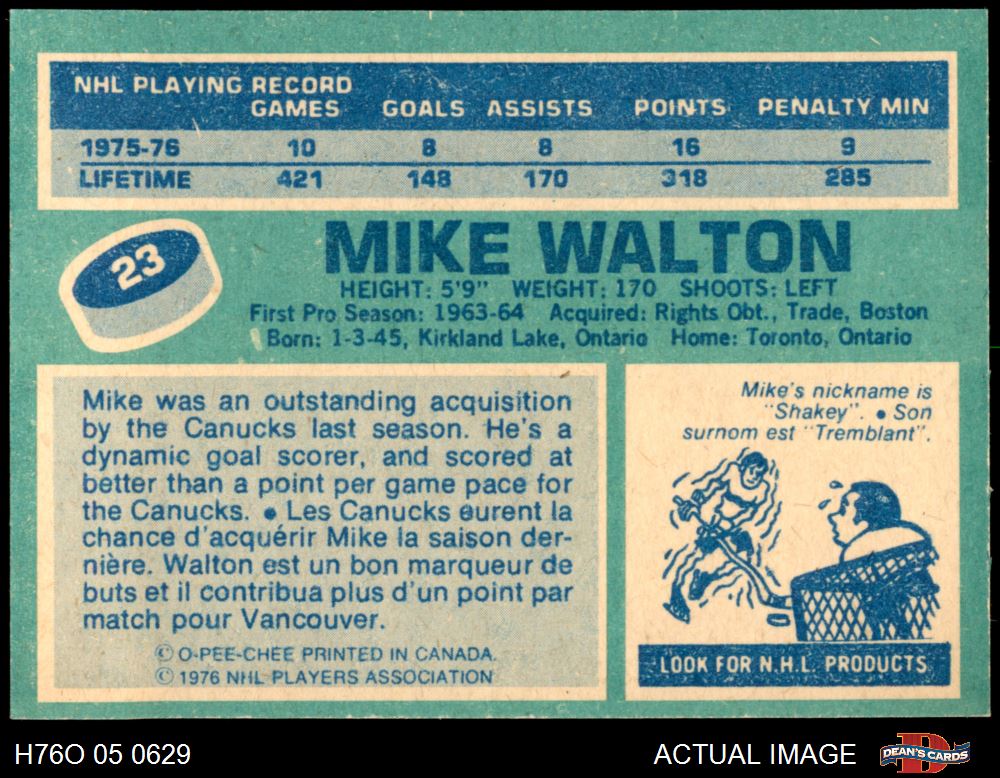 NHL PLAYING RECORD
GAMES GOALS ASSISTS POINTS PENALTY MIN
1975-76 10 8 8 16 9
LIFETIME 421 148 170 318 285
23
MIKE WALTON
HEIGHT: 5'9" WEIGHT: 170 SHOOTS: LEFT
First Pro Season: 1963-64 Acquired: Rights Obt., Trade, Boston
Born: 1-3-45, Kirkland Lake, Ontario Home: Toronto, Ontario
Mike was an outstanding acquisition
by the Canucks last season. He's a
dynamic goal scorer, and scored at
better than a point per game pace for
the Canucks. • Les Canucks eurent la
chance d'acquérir Mike la saison der-
nière. Walton est un bon marqueur de
buts et il contribua plus d'un point par
match pour Vancouver.
© O-PEE-CHEE PRINTED IN CANADA.
© 1976 NHL PLAYERS ASSOCIATION
Mike's nickname is
"Shakey". • Son
surnom est "Tremblant".
LOOK FOR N.H.L. PRODUCTS
H76O 05 0629
ACTUAL IMAGE
D
DEAN'S CARDS